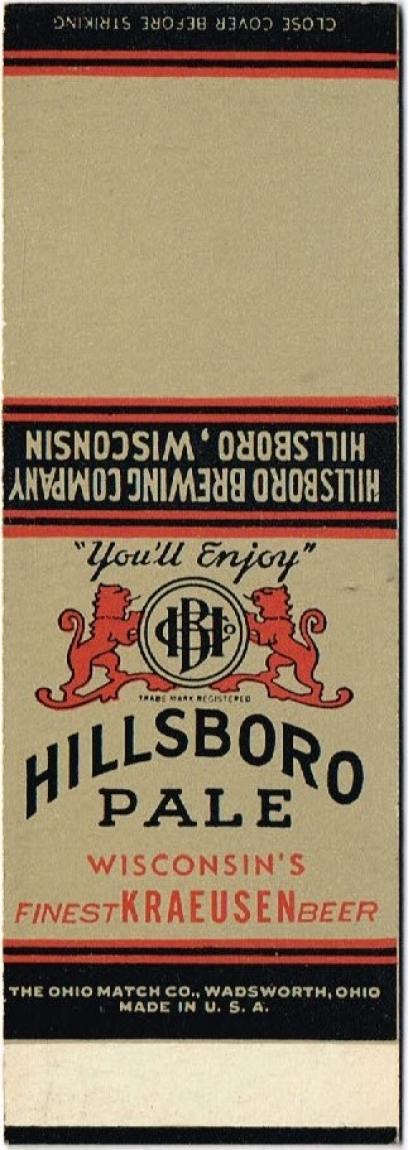 CLOSE COVER BEFORE STRIKING
HILLSBORO BREWING COMPANY
HILLSBORO, WISCONSIN
"You'll Enjoy"
HBCo
TRADE MARK REGISTERED
HILLSBORO
PALE
WISCONSIN'S
FINEST KRAEUSEN BEER
THE OHIO MATCH CO., WADSWORTH, OHIO
MADE IN U. S. A.